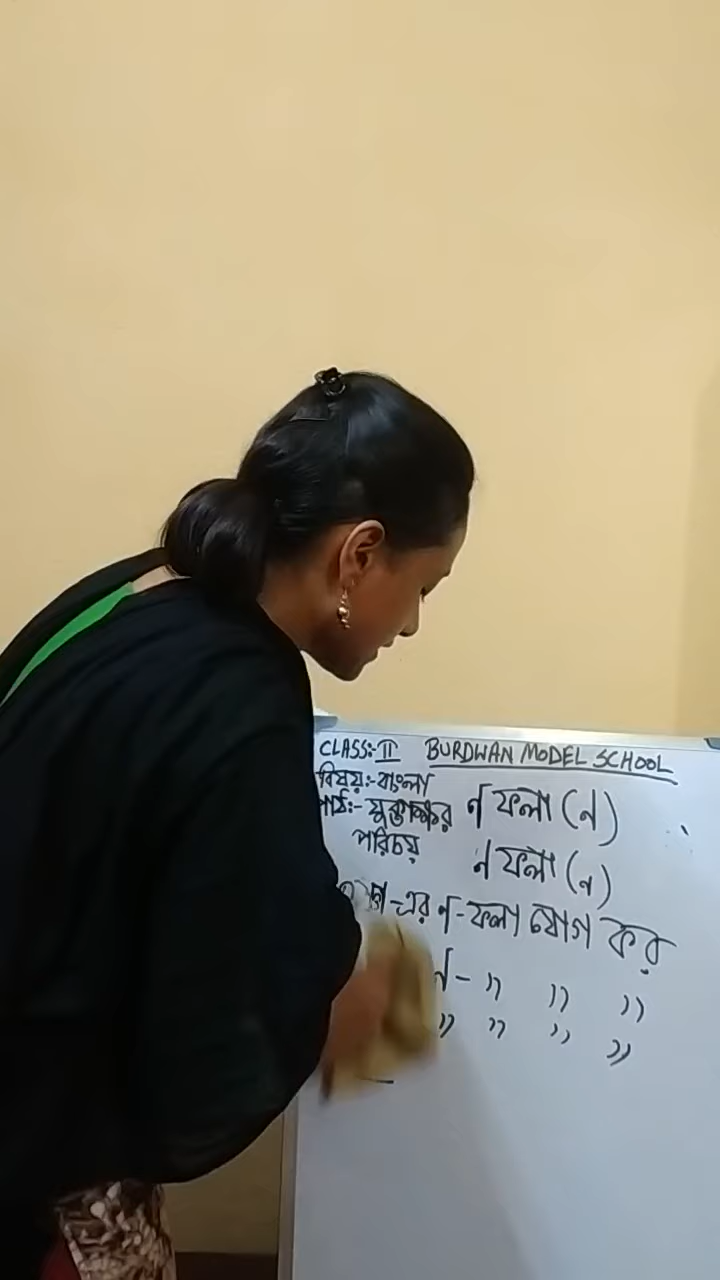 CLASS:- II BURDWAN MODEL SCHOOL
বিষয়:- বাংলা
পাঠ:- যুক্তাক্ষর ণ ফলা (ণ)
পরিচয় ন ফলা (ন)
-এর ণ-ফলা যোগ কর
ন- " " "
" " " "